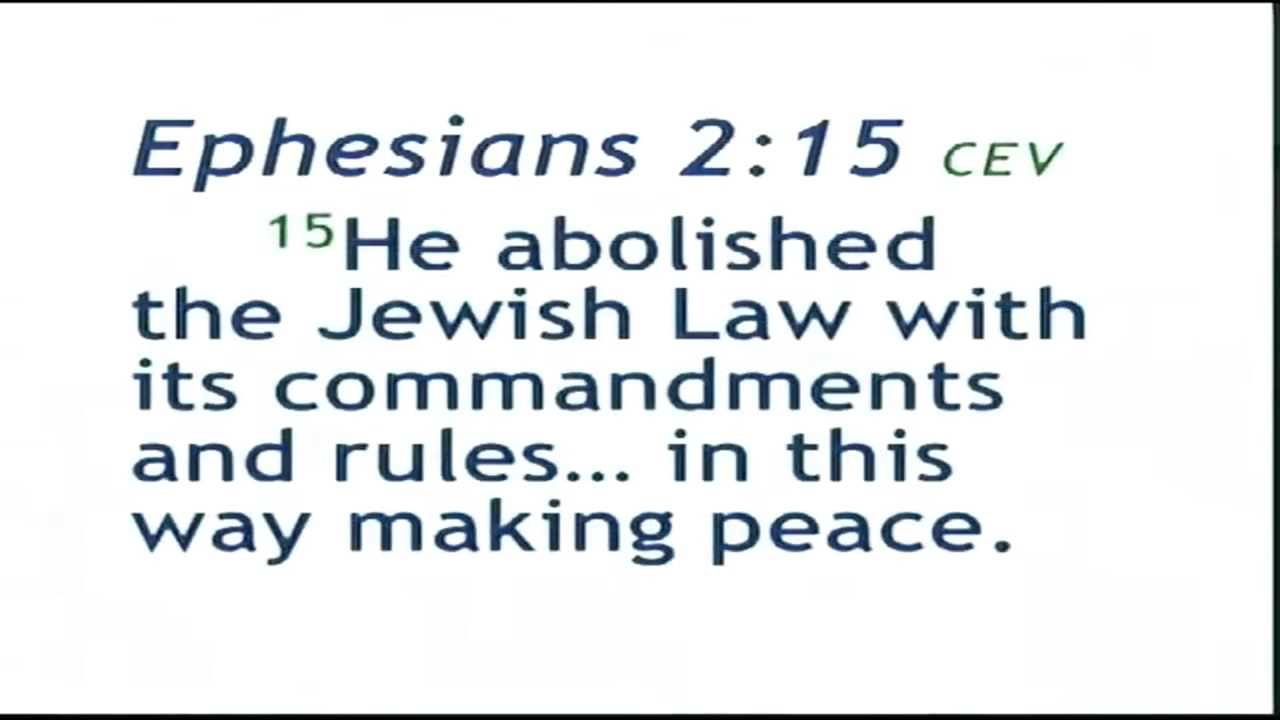 Ephesians 2:15 CEV
15He abolished
the Jewish Law with
its commandments
and rules... in this
way making peace.